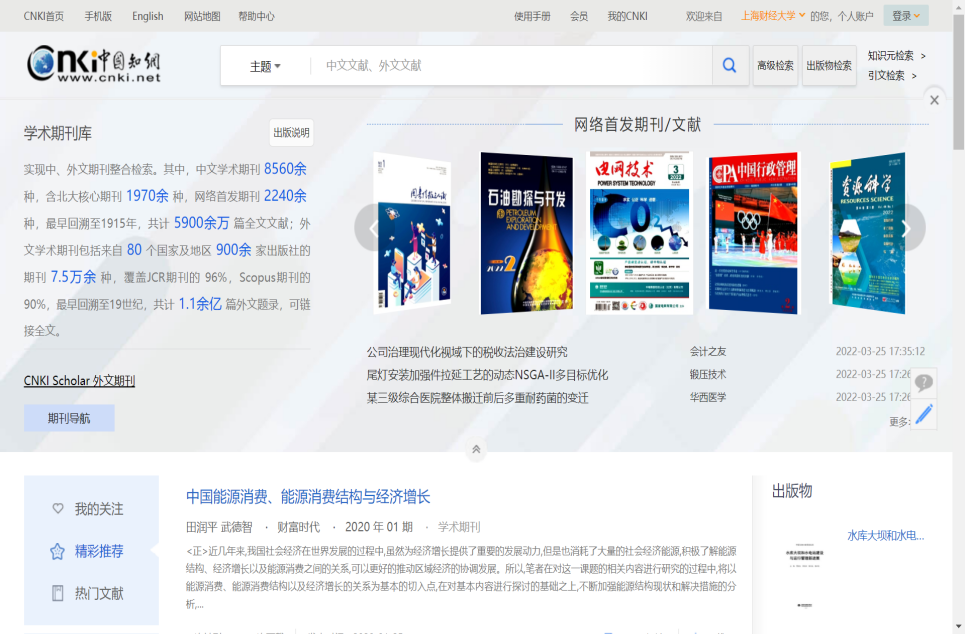 CNKI首页 手机版 English 网站地图 帮助中心 使用手册 会员 我的CNKI 欢迎来自 上海财经大学 的您，个人账户 登录
CNKI中国知网
www.cnki.net
主题 中文文献、外文文献 高级检索 出版物检索
知识元检索 >
引文检索 >
学术期刊库 出版说明
实现中、外文期刊整合检索。其中，中文学术期刊 8560余
种，含北大核心期刊 1970余 种，网络首发期刊 2240余
种，最早回溯至1915年，共计 5900余万 篇全文文献；外
文学术期刊包括来自 80 个国家及地区 900余 家出版社的
期刊 7.5万余 种，覆盖JCR期刊的 96%，Scopus期刊的
90%，最早回溯至19世纪，共计 1.1余亿 篇外文题录，可链
接全文。
CNKI Scholar 外文期刊
期刊导航
网络首发期刊/文献
石油勘探与开发
PETROLEUM
EXPLORATION
AND DEVELOPMENT
2
电网技术
POWER SYSTEM TECHNOLOGY
3
2022
CPA中国行政管理
资源科学
RESOURCES SCIENCE
公司治理现代化视域下的税收法治建设研究 会计之友 2022-03-25 17:35:12
尾灯安装加强件拉延工艺的动态NSGA-II多目标优化 锻压技术 2022-03-25 17:26
某三级综合医院整体搬迁前后多重耐药菌的变迁 华西医学 2022-03-25 17:26
更多
我的关注
精彩推荐
热门文献
中国能源消费、能源消费结构与经济增长
田润平 武德智 · 财富时代 · 2020 年 01 期 · 学术期刊
<正>近几年来,我国社会经济在世界发展的过程中,虽然为经济增长提供了重要的发展动力,但是也消耗了大量的社会经济能源,积极了解能源
结构、经济增长以及能源消费之间的关系,可以更好的推动区域经济的协调发展。所以,笔者在对这一课题的相关内容进行研究的过程中,将以
能源消费、能源消费结构以及经济增长的关系为基本的切入点,在对基本内容进行探讨的基础之上,不断加强能源结构现状和解决措施的分
析,...
出版物
水库大坝和水电...